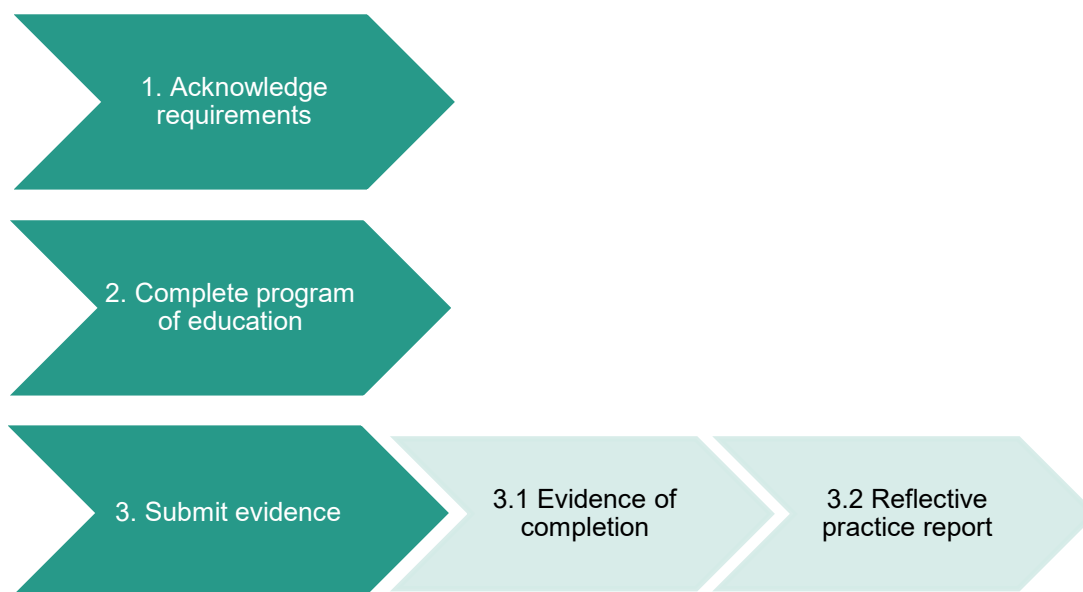 1. Acknowledge
requirements
2. Complete program
of education
3. Submit evidence
3.1 Evidence of
completion
3.2 Reflective
practice report